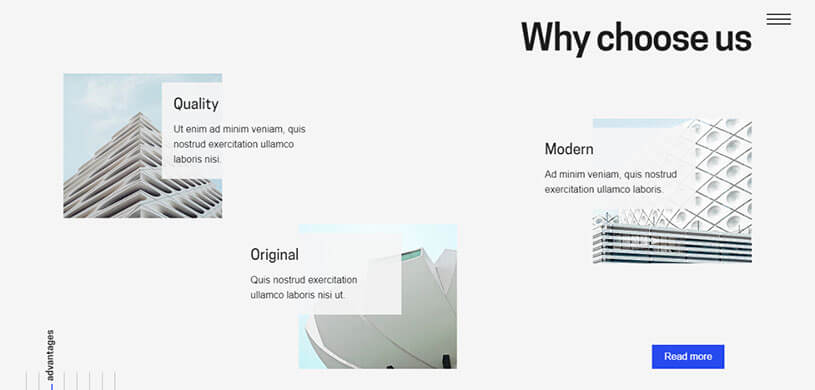 Why choose us
Quality
Ut enim ad minim veniam, quis
nostrud exercitation ullamco
laboris nisi.
Modern
Ad minim veniam, quis nostrud
exercitation ullamco laboris.
Original
Quis nostrud exercitation
ullamco laboris nisi ut.
advantages
Read more